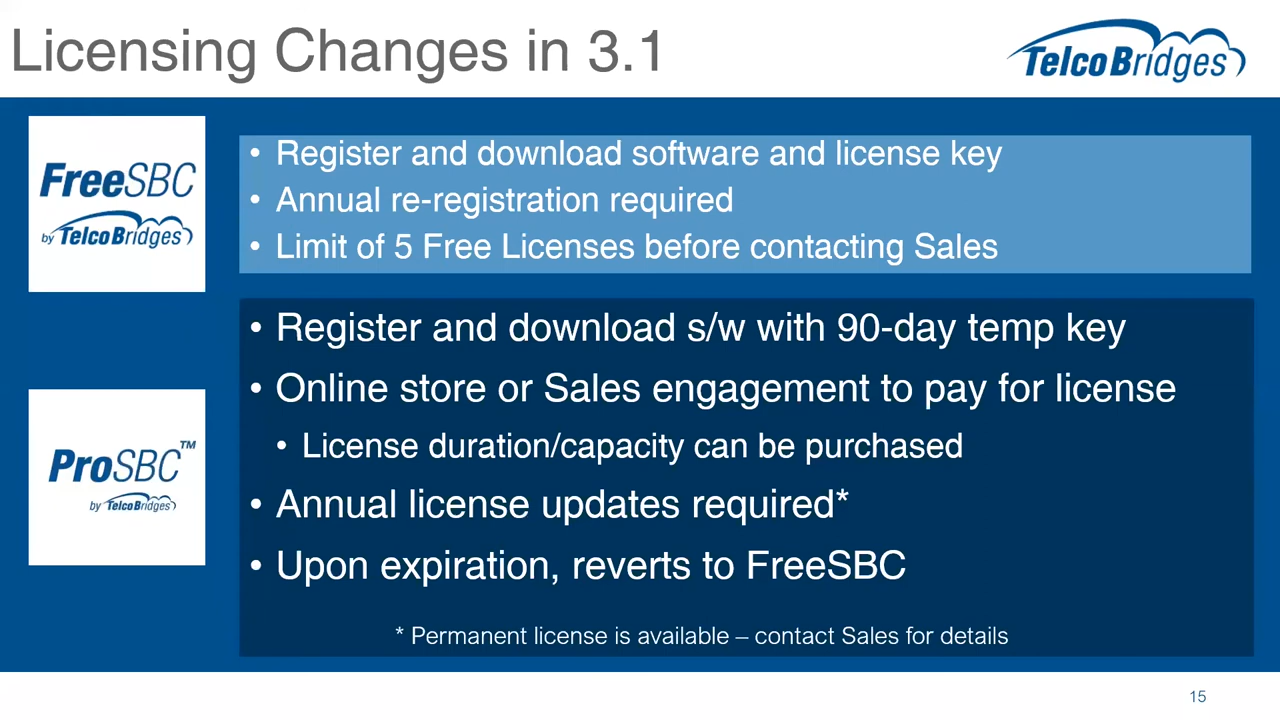 Licensing Changes in 3.1
TelcoBridges
FreeSBC
by TelcoBridges
• Register and download software and license key
• Annual re-registration required
• Limit of 5 Free Licenses before contacting Sales
ProSBC™
by TelcoBridges
• Register and download s/w with 90-day temp key
• Online store or Sales engagement to pay for license
• License duration/capacity can be purchased
• Annual license updates required*
• Upon expiration, reverts to FreeSBC
* Permanent license is available – contact Sales for details
15